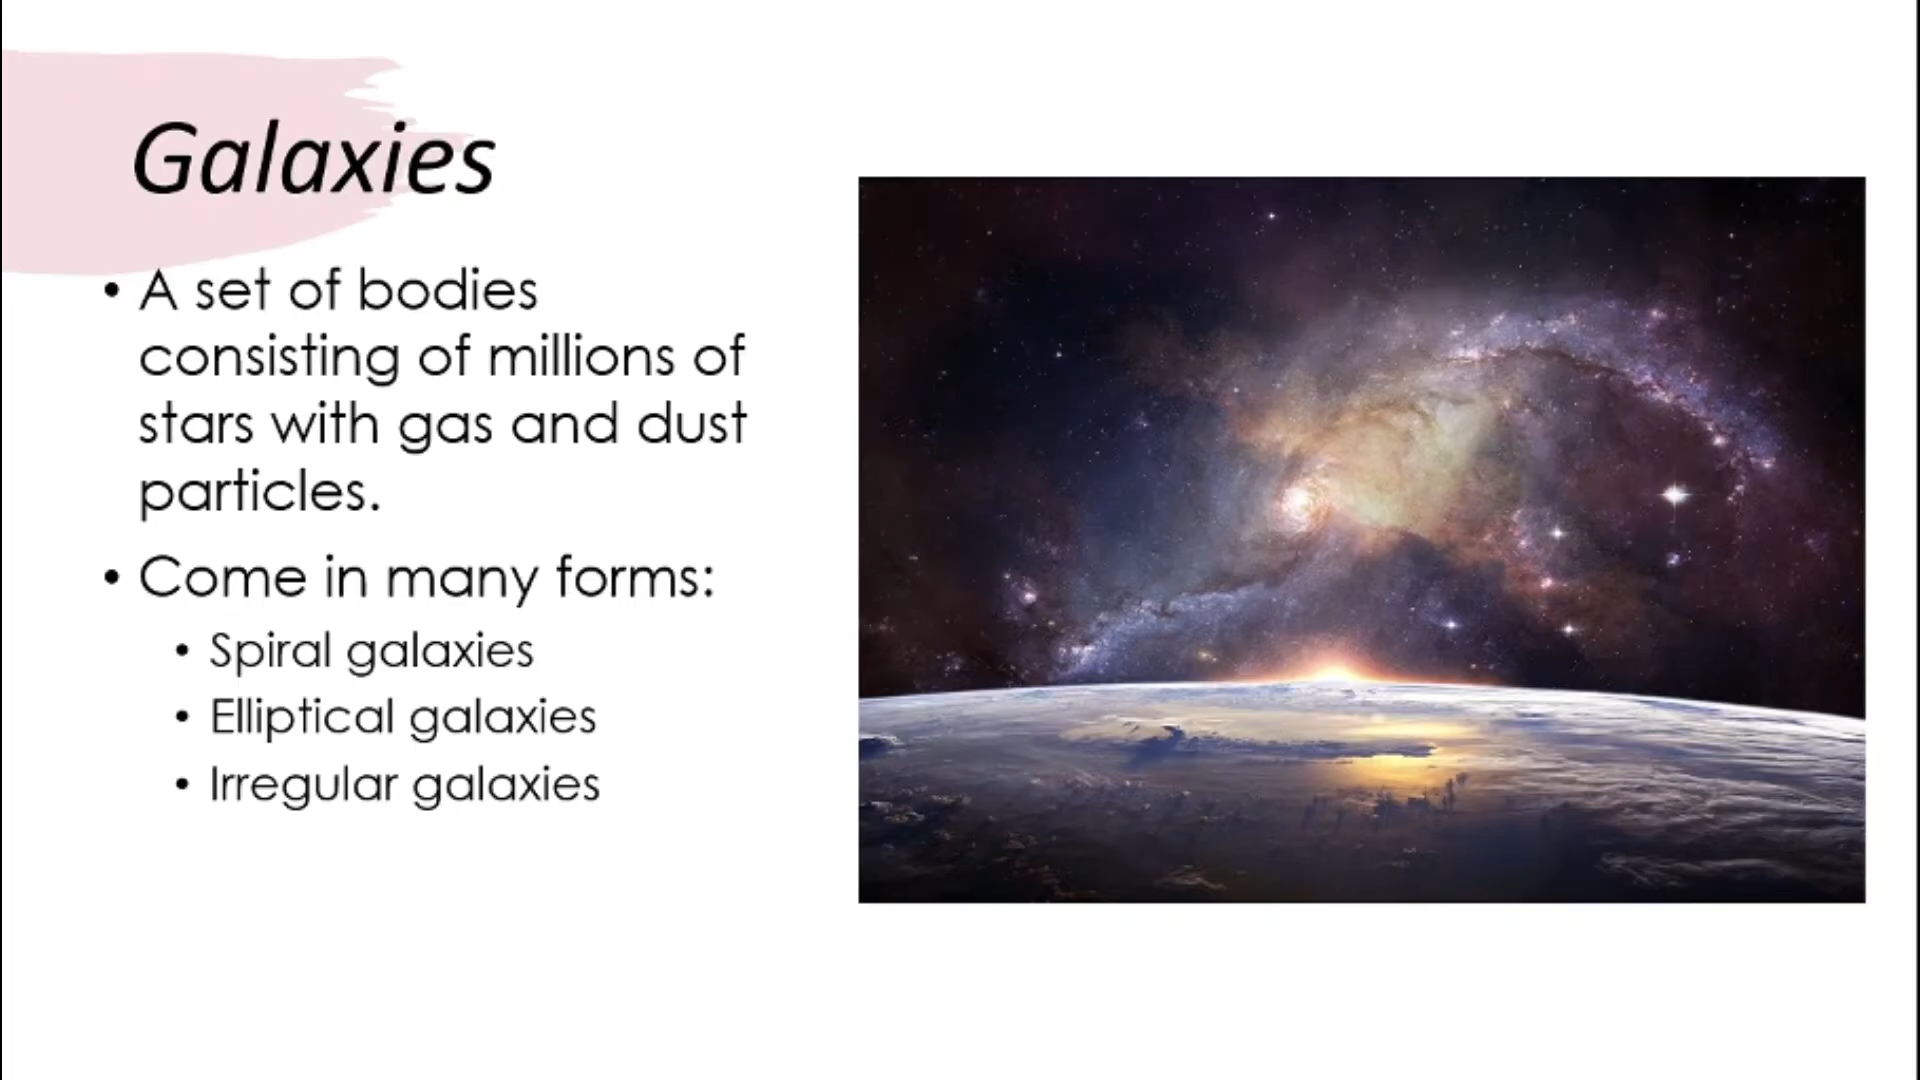 Galaxies
• A set of bodies
consisting of millions of
stars with gas and dust
particles.
• Come in many forms:
• Spiral galaxies
• Elliptical galaxies
• Irregular galaxies